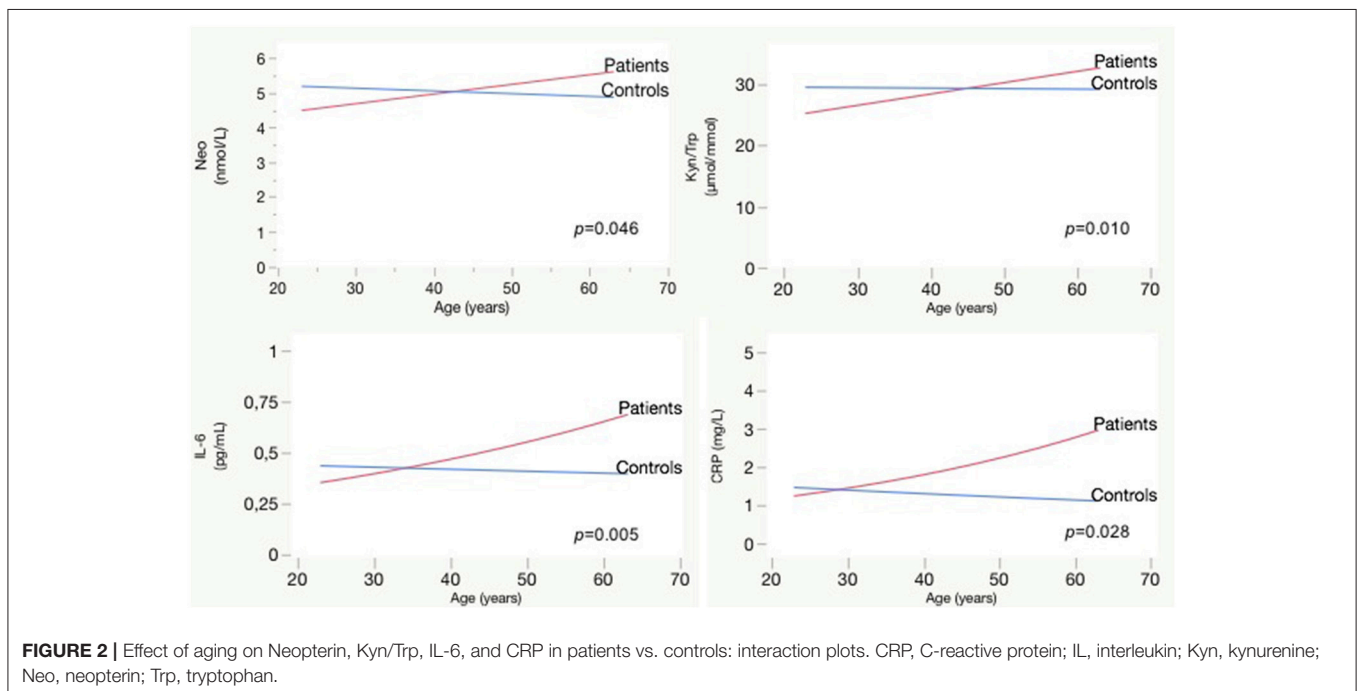 6
5
4
3
2
1
0
Neo
(nmol/L)
Patients
Controls
p=0.046
20 30 40 50 60 70
Age (years)
30
20
10
0
Kyn/Trp
(µmol/mmol)
Patients
Controls
p=0.010
20 30 40 50 60 70
Age (years)
1
0,75
0,5
0,25
0
IL-6
(pg/mL)
Patients
Controls
p=0.005
20 30 40 50 60 70
Age (years)
5
4
3
2
1
0
CRP (mg/L)
Patients
Controls
p=0.028
20 30 40 50 60 70
Age (years)
FIGURE 2 | Effect of aging on Neopterin, Kyn/Trp, IL-6, and CRP in patients vs. controls: interaction plots. CRP, C-reactive protein; IL, interleukin; Kyn, kynurenine;
Neo, neopterin; Trp, tryptophan.